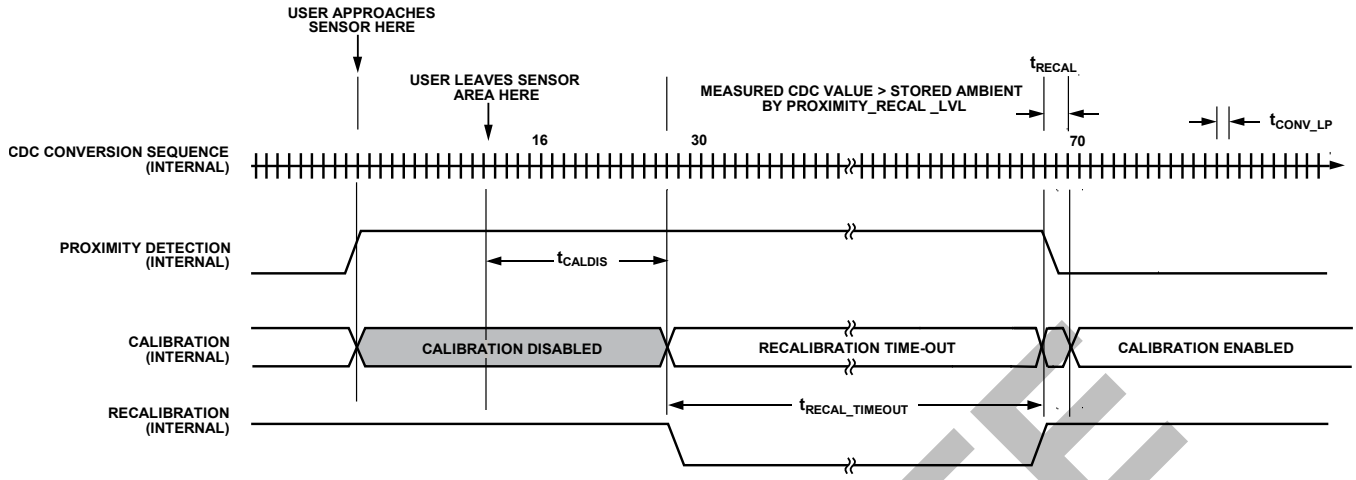 USER APPROACHES
SENSOR HERE
USER LEAVES SENSOR
AREA HERE
MEASURED CDC VALUE > STORED AMBIENT
BY PROXIMITY_RECAL _LVL
tRECAL
tCONV_LP
16
30
70
CDC CONVERSION SEQUENCE
(INTERNAL)
PROXIMITY DETECTION
(INTERNAL)
tCALDIS
CALIBRATION
(INTERNAL)
CALIBRATION DISABLED
RECALIBRATION TIME-OUT
CALIBRATION ENABLED
RECALIBRATION
(INTERNAL)
tRECAL_TIMEOUT